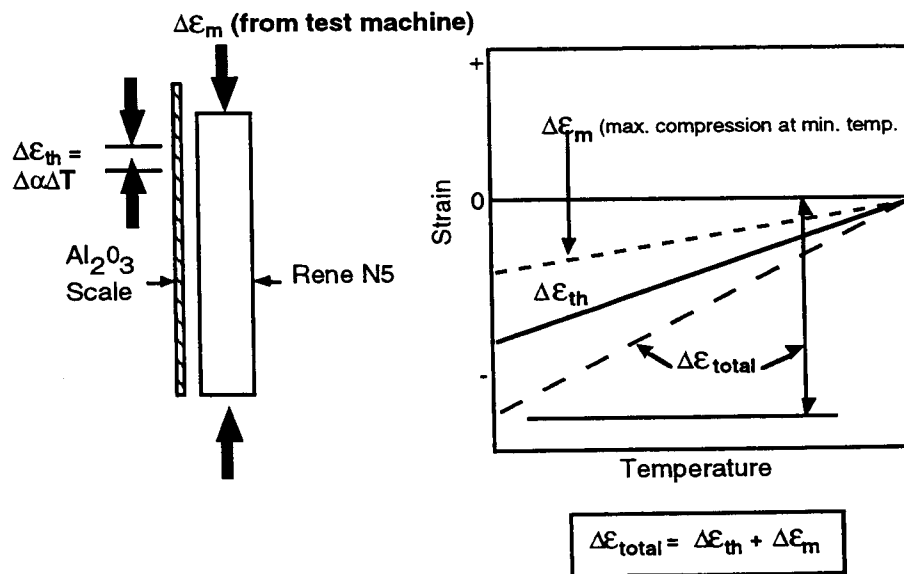 Δε_m (from test machine)
Δε_th =
ΔαΔT
Al₂0₃
Scale
Rene N5
+
0
-
Strain
Δε_m (max. compression at min. temp.
Δε_th
Δε_total
Temperature
Δε_total = Δε_th + Δε_m